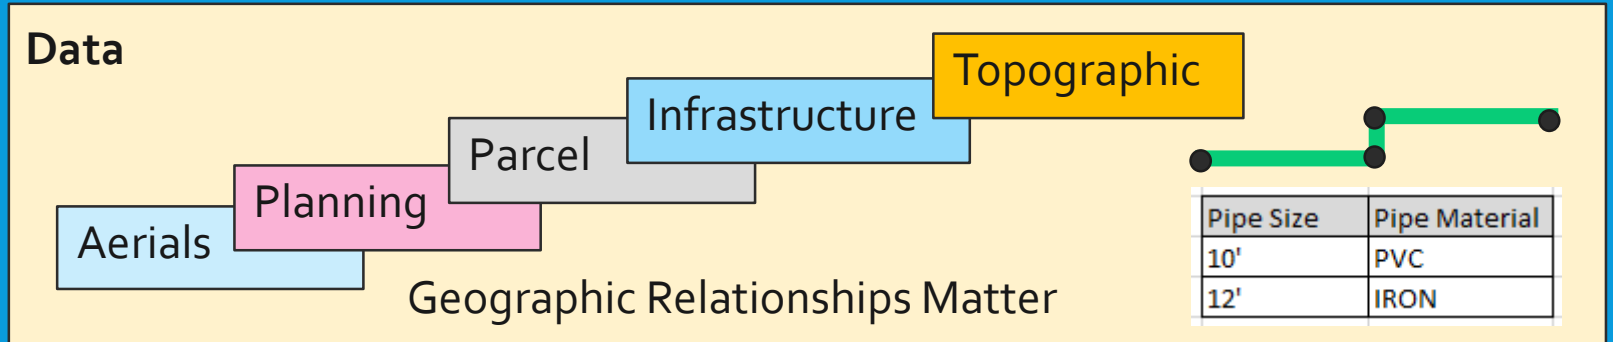 Data
Topographic
Infrastructure
Parcel
Planning
Aerials
Geographic Relationships Matter
Pipe Size Pipe Material
10' PVC
12' IRON